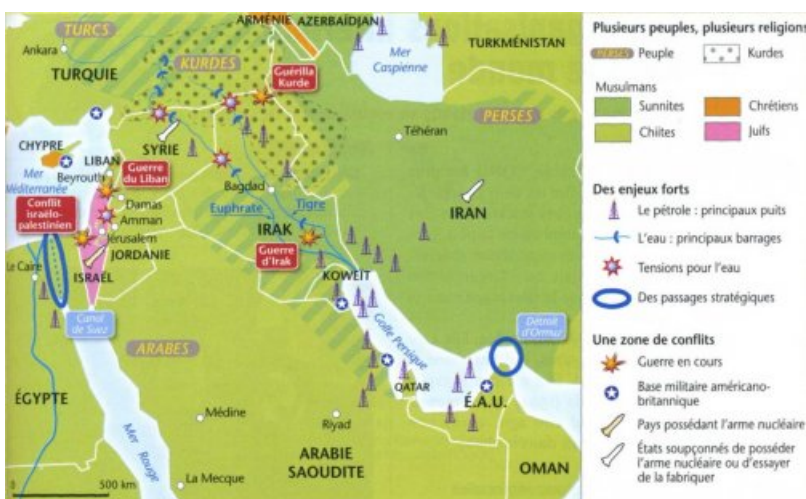 TURCS
ARMÉNIE AZERBAÏDJAN
Ankara
Mer
Caspienne
TURKMÉNISTAN
TURQUIE
KURDES
Guérilla
Kurde
PERSES
Téhéran
CHYPRE
SYRIE
LIBAN
Beyrouth
Guerre
du Liban
Mer
Méditerranée
Bagdad
Conflit
israélo-
palestinien
Damas
Amman
Jérusalem
JORDANIE
Euphrate
Tigre
IRAK
IRAN
Guerre
d'Irak
Le Caire
ISRAËL
KOWEIT
Canal
de Suez
Golfe Persique
Détroit
d'Ormuz
ARABES
ÉGYPTE
QATAR
É.A.U.
Médine
Riyad
Mer Rouge
ARABIE
SAOUDITE
OMAN
La Mecque
0 500 km
Plusieurs peuples, plusieurs religions
PERSES Peuple
Kurdes
Musulmans
Sunnites
Chrétiens
Chiites
Juifs
Des enjeux forts
Le pétrole : principaux puits
L'eau : principaux barrages
Tensions pour l'eau
Des passages stratégiques
Une zone de conflits
Guerre en cours
Base militaire américano-
britannique
Pays possédant l'arme nucléaire
États soupçonnés de posséder
l'arme nucléaire ou d'essayer
de la fabriquer